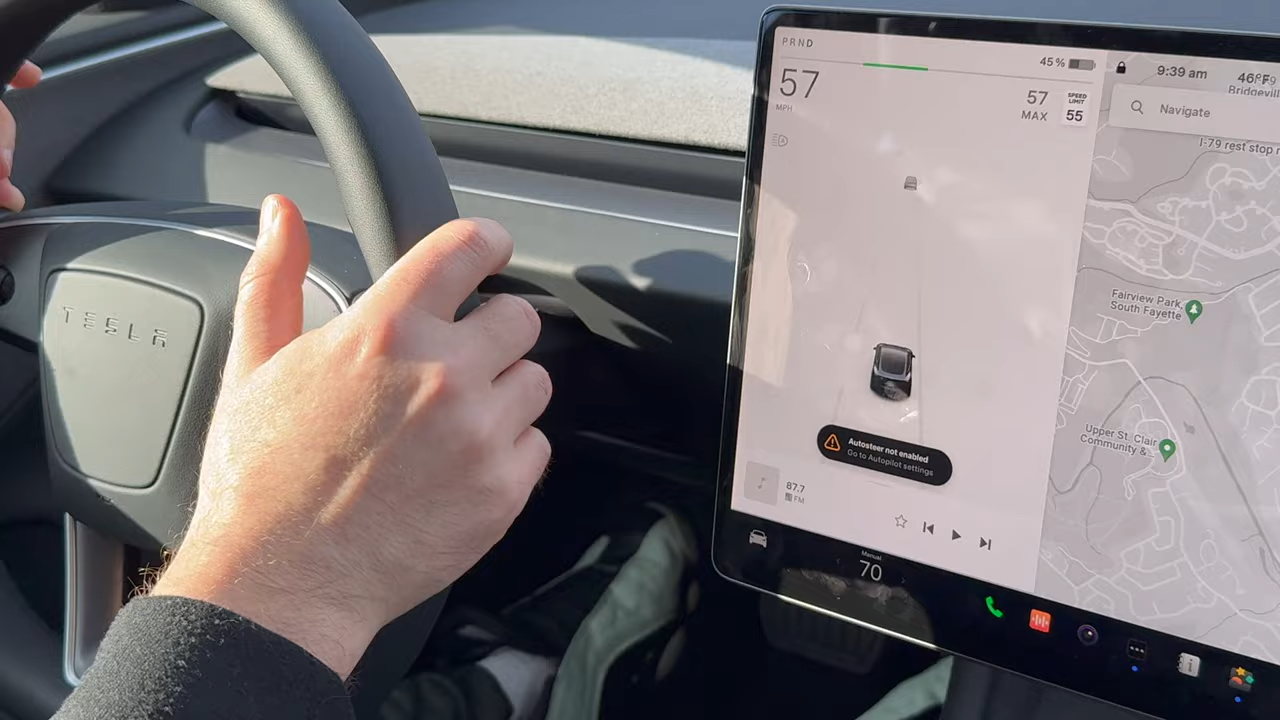 TESLA
PRND
45 %
57
MPH
57
MAX
SPEED
LIMIT
55
Autosteer not enabled
Go to Autopilot settings
87.7
FM
Manual
70
9:39 am
46°F
Bridgevill
Navigate
I-79 rest stop
Fairview Park,
South Fayette
Upper St. Clair
Community &